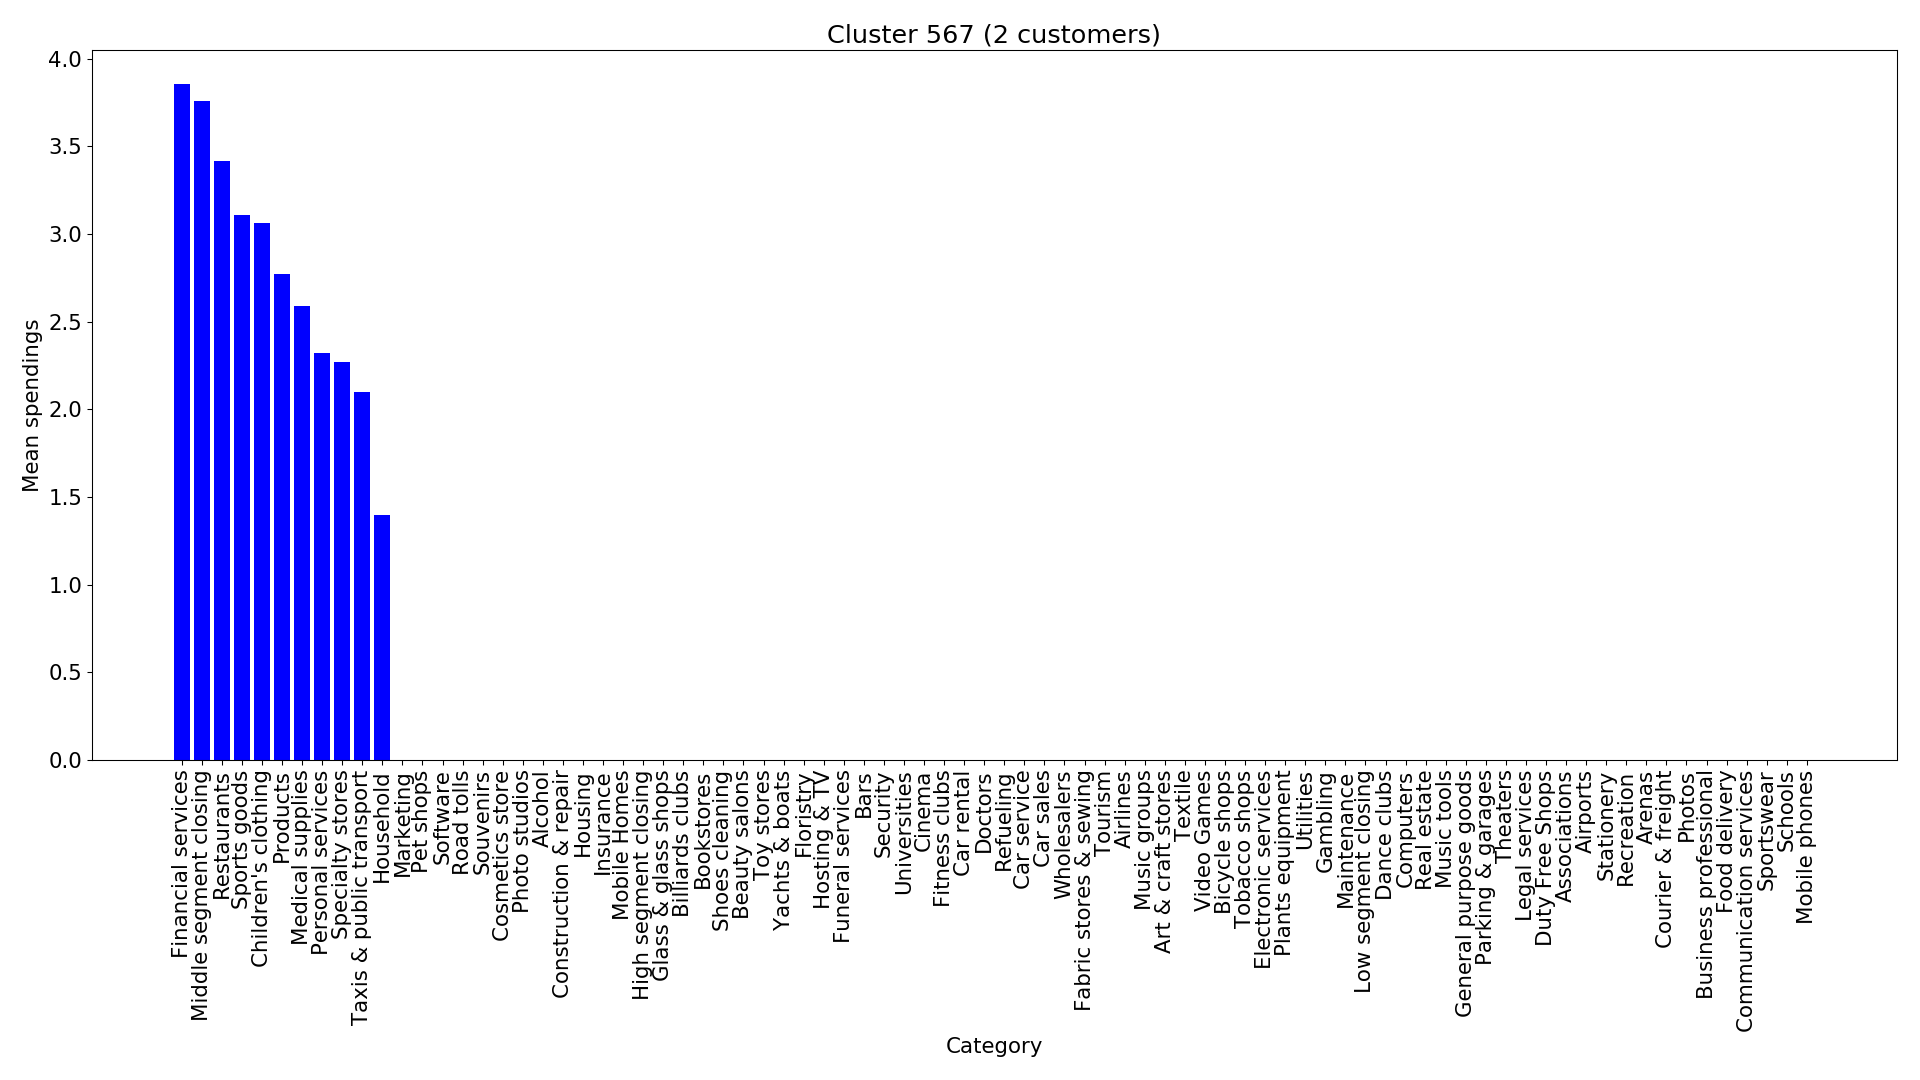 Cluster 567 (2 customers)
4.0
3.5
3.0
2.5
2.0
1.5
1.0
0.5
0.0
Mean spendings
Financial services
Middle segment closing
Restaurants
Sports goods
Children's clothing
Products
Medical supplies
Personal services
Specialty stores
Taxis & public transport
Household
Marketing
Pet shops
Software
Road tolls
Souvenirs
Cosmetics store
Photo studios
Alcohol
Construction & repair
Housing
Insurance
Mobile Homes
High segment closing
Glass & glass shops
Billiards clubs
Bookstores
Shoes cleaning
Beauty salons
Toy stores
Yachts & boats
Floristry
Hosting & TV
Funeral services
Bars
Security
Universities
Cinema
Fitness clubs
Car rental
Doctors
Refuelling
Car service
Car sales
Wholesalers
Fabric stores & sewing
Tourism
Airlines
Music groups
Art & craft stores
Textile
Video Games
Bicycle shops
Tobacco shops
Electronic services
Plants equipment
Utilities
Gambling
Maintenance
Low segment closing
Dance clubs
Computers
Real estate
Music tools
General purpose goods
Parking & garages
Theaters
Legal services
Duty Free Shops
Associations
Airports
Stationery
Recreation
Arenas
Courier & freight
Photos
Business professional
Food delivery
Communication services
Sportswear
Schools
Mobile phones
Category